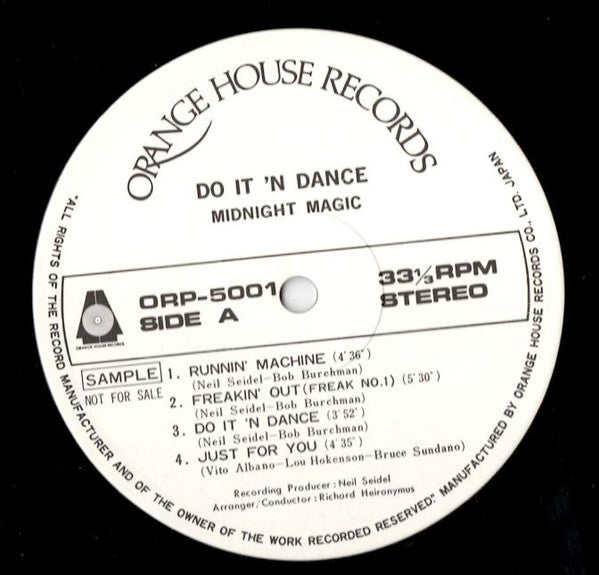 ORANGE HOUSE RECORDS
DO IT 'N DANCE
MIDNIGHT MAGIC
ORP-5001
SIDE A
33 1/3 RPM
STEREO
ORANGE HOUSE RECORDS
SAMPLE
NOT FOR SALE
1. RUNNIN' MACHINE (4'36")
(Neil Seidel-Bob Burchman)
2. FREAKIN' OUT (FREAK NO.1) (5'30")
(Neil Seidel-Bob Burchman)
3. DO IT 'N DANCE (3'52")
(Neil Seidel-Bob Burchman)
4. JUST FOR YOU (4'35")
(Vito Albano-Lou Hokenson-Bruce Sundano)
Recording Producer : Neil Seidel
Arranger/Conductor : Richard Heironymus
"ALL RIGHTS OF THE RECORD MANUFACTURER AND OF THE OWNER OF THE WORK RECORDED RESERVED." MANUFACTURED BY ORANGE HOUSE RECORDS CO., LTD. JAPAN